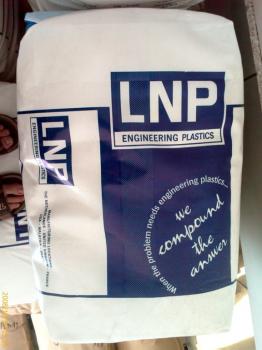 LNP
ENGINEERING PLASTICS
When the problem needs engineering plastics...
we
compound
the
answer
LNP
ENGINEERING PLASTICS